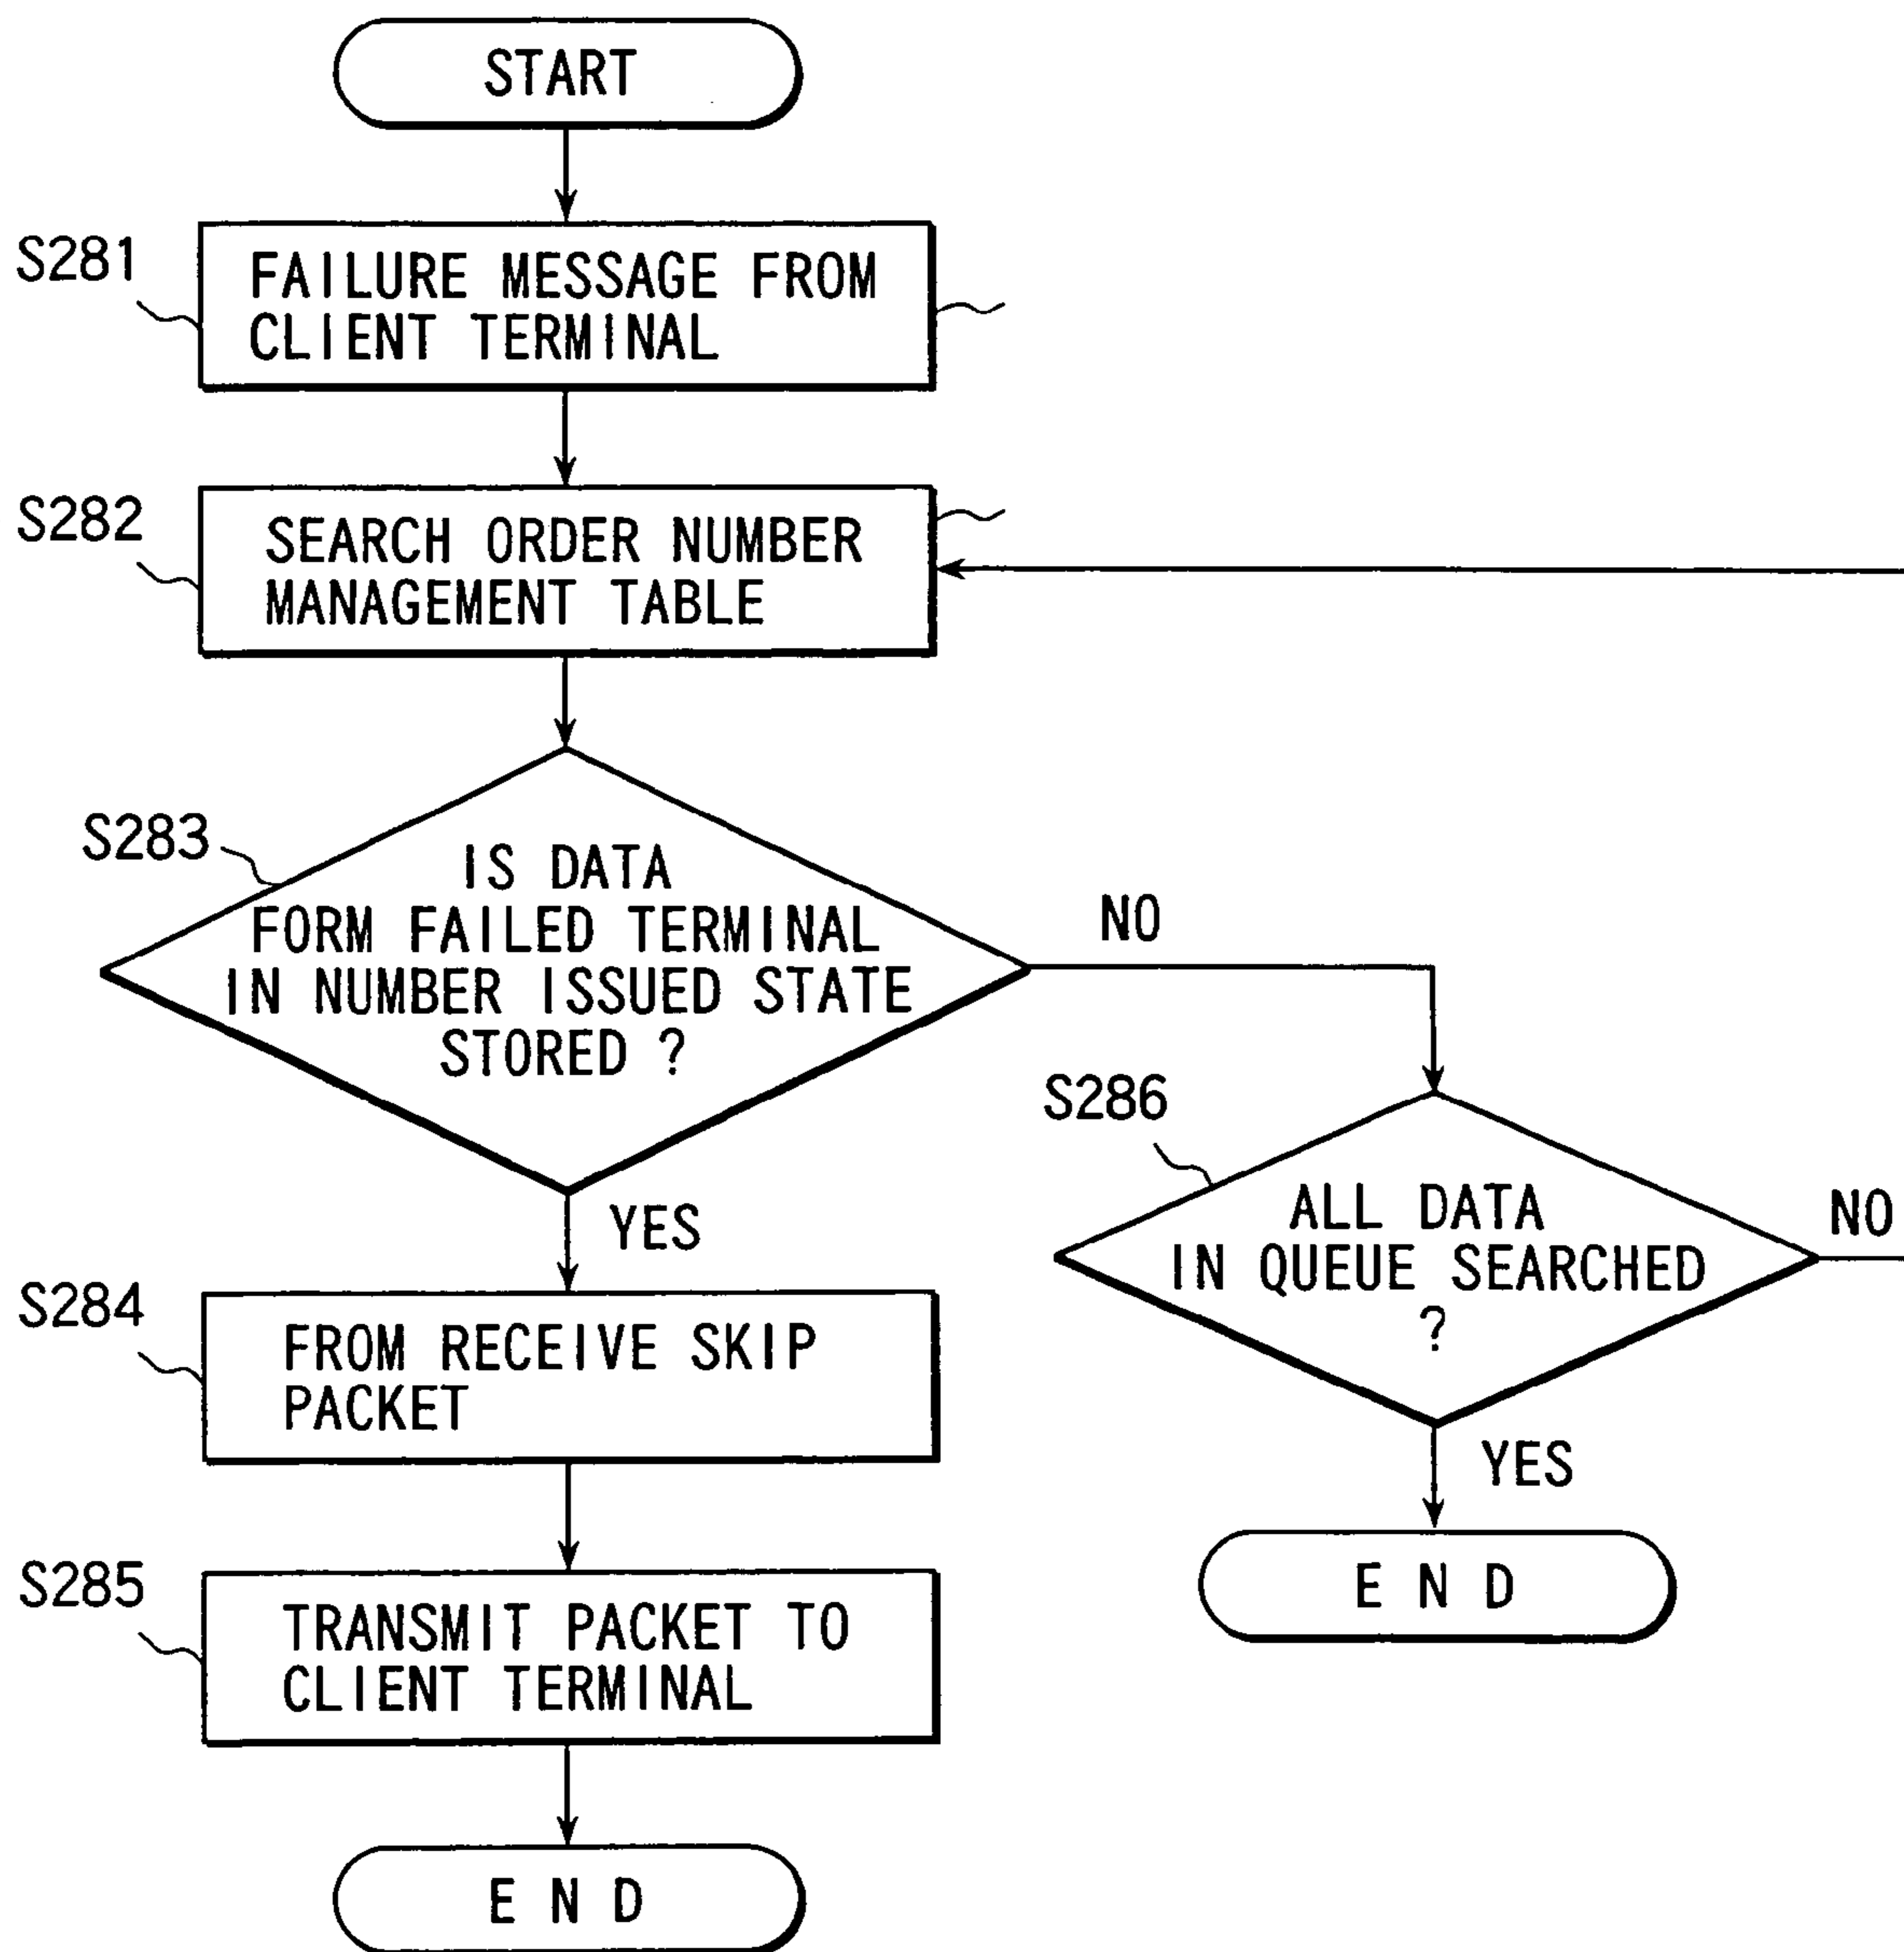 START
S281
FAILURE MESSAGE FROM
CLIENT TERMINAL
S282
SEARCH ORDER NUMBER
MANAGEMENT TABLE
S283
IS DATA
FORM FAILED TERMINAL
IN NUMBER ISSUED STATE
STORED ?
NO
YES
S286
ALL DATA
IN QUEUE SEARCHED
?
NO
YES
END
S284
FROM RECEIVE SKIP
PACKET
S285
TRANSMIT PACKET TO
CLIENT TERMINAL
END